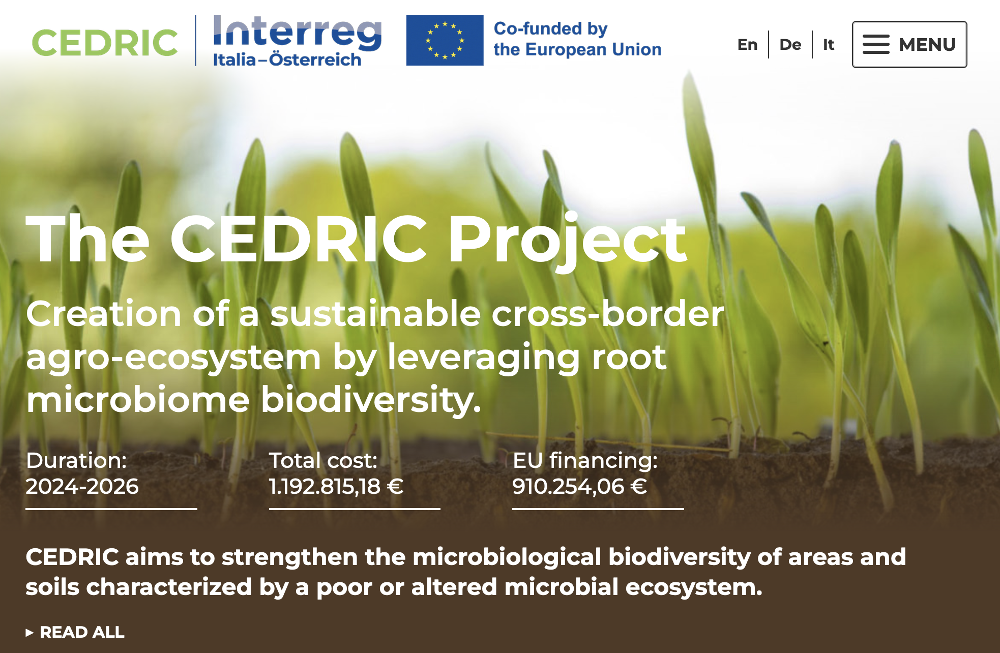 CEDRIC
Interreg
Italia–Österreich
Co-funded by
the European Union
En
De
It
MENU
The CEDRIC Project
Creation of a sustainable cross-border
agro-ecosystem by leveraging root
microbiome biodiversity.
Duration:
2024-2026
Total cost:
1.192.815,18 €
EU financing:
910.254,06 €
CEDRIC aims to strengthen the microbiological biodiversity of areas and
soils characterized by a poor or altered microbial ecosystem.
▸ READ ALL